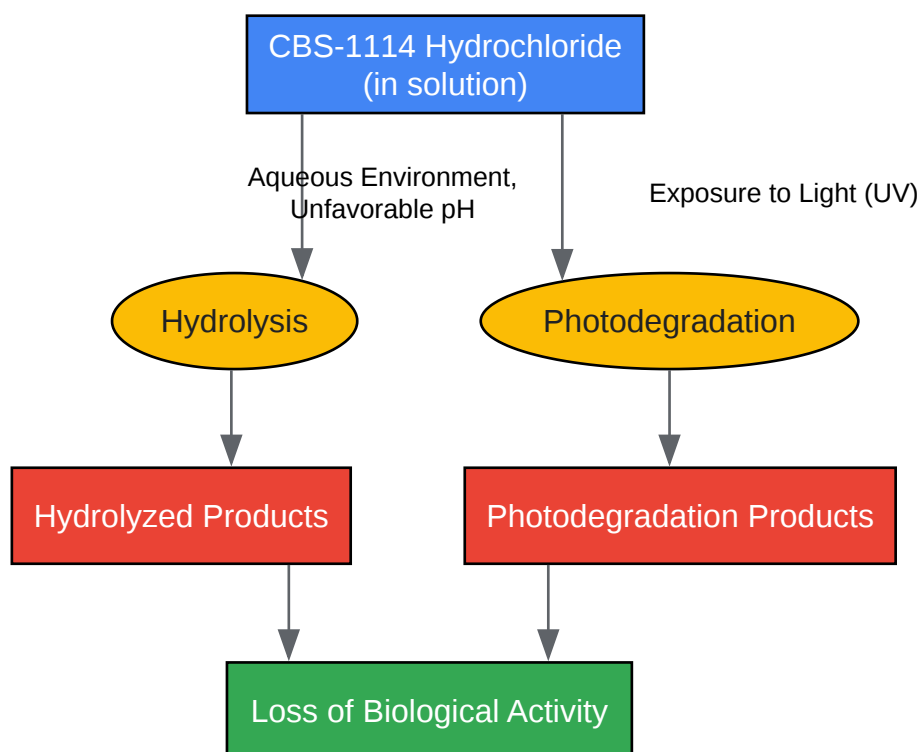 CBS-1114 Hydrochloride
(in solution)
Aqueous Environment,
Unfavorable pH
Exposure to Light (UV)
Hydrolysis
Photodegradation
Hydrolyzed Products
Photodegradation Products
Loss of Biological Activity